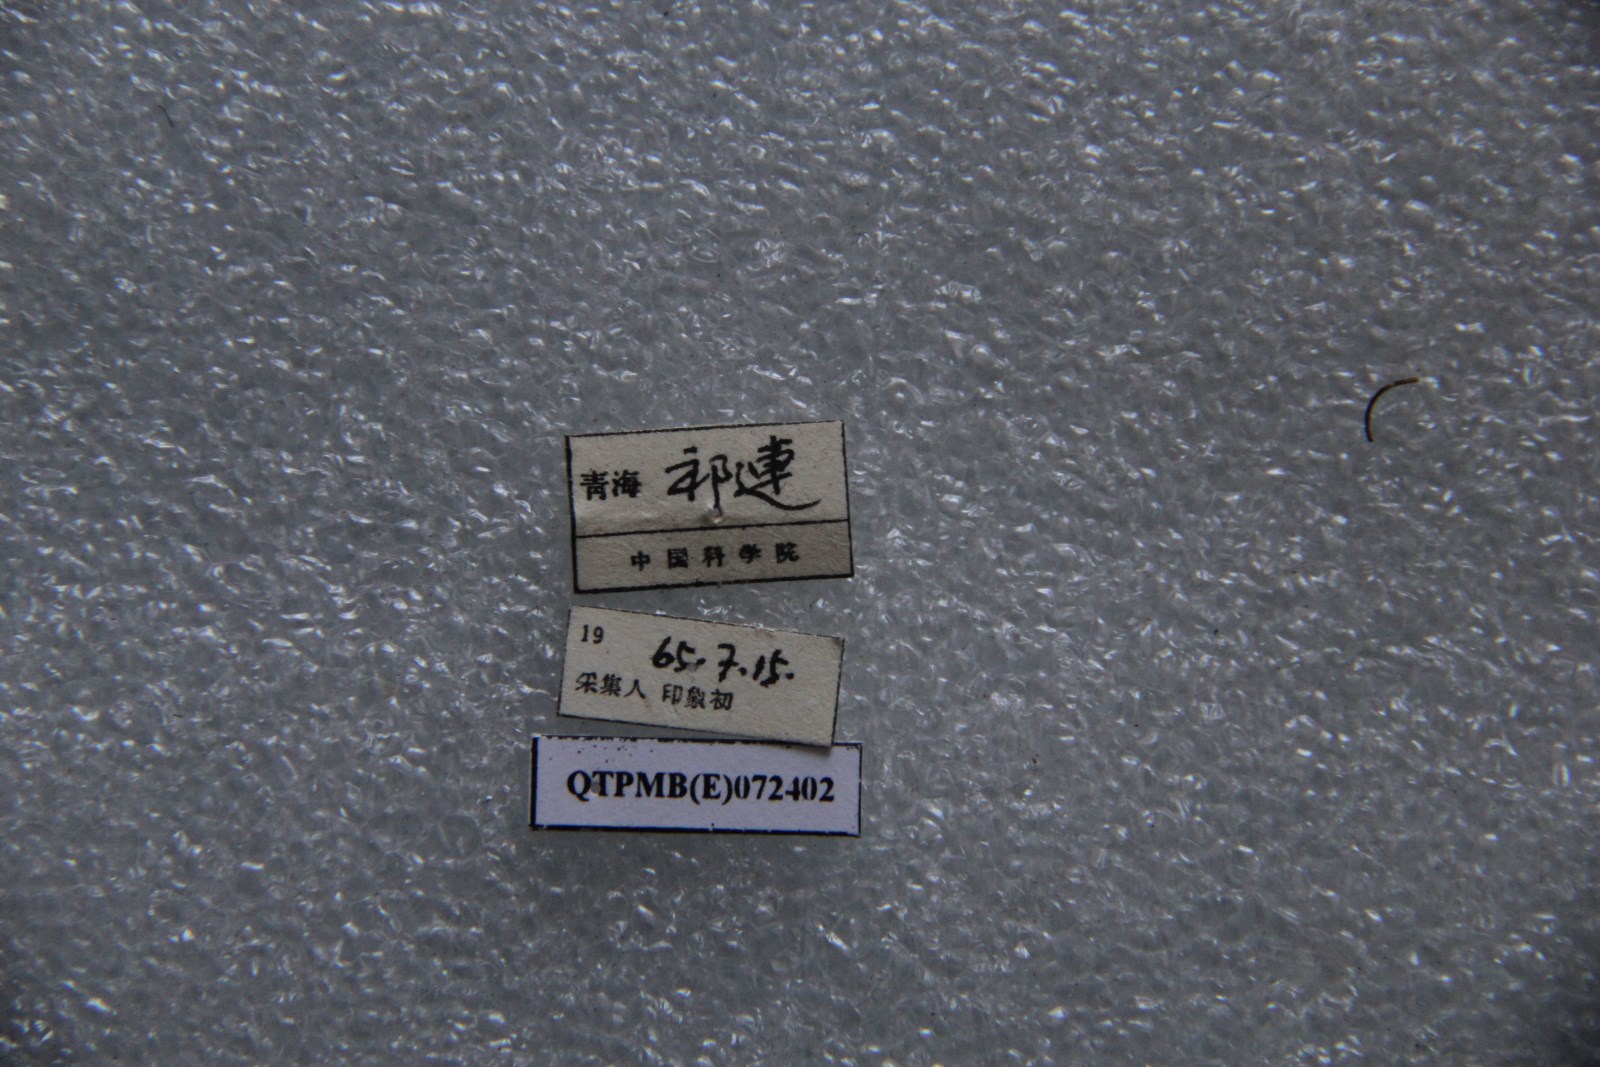 青海 祁連
中国科学院
19 65.7.15.
采集人 印象初
QTPMB(E)072402